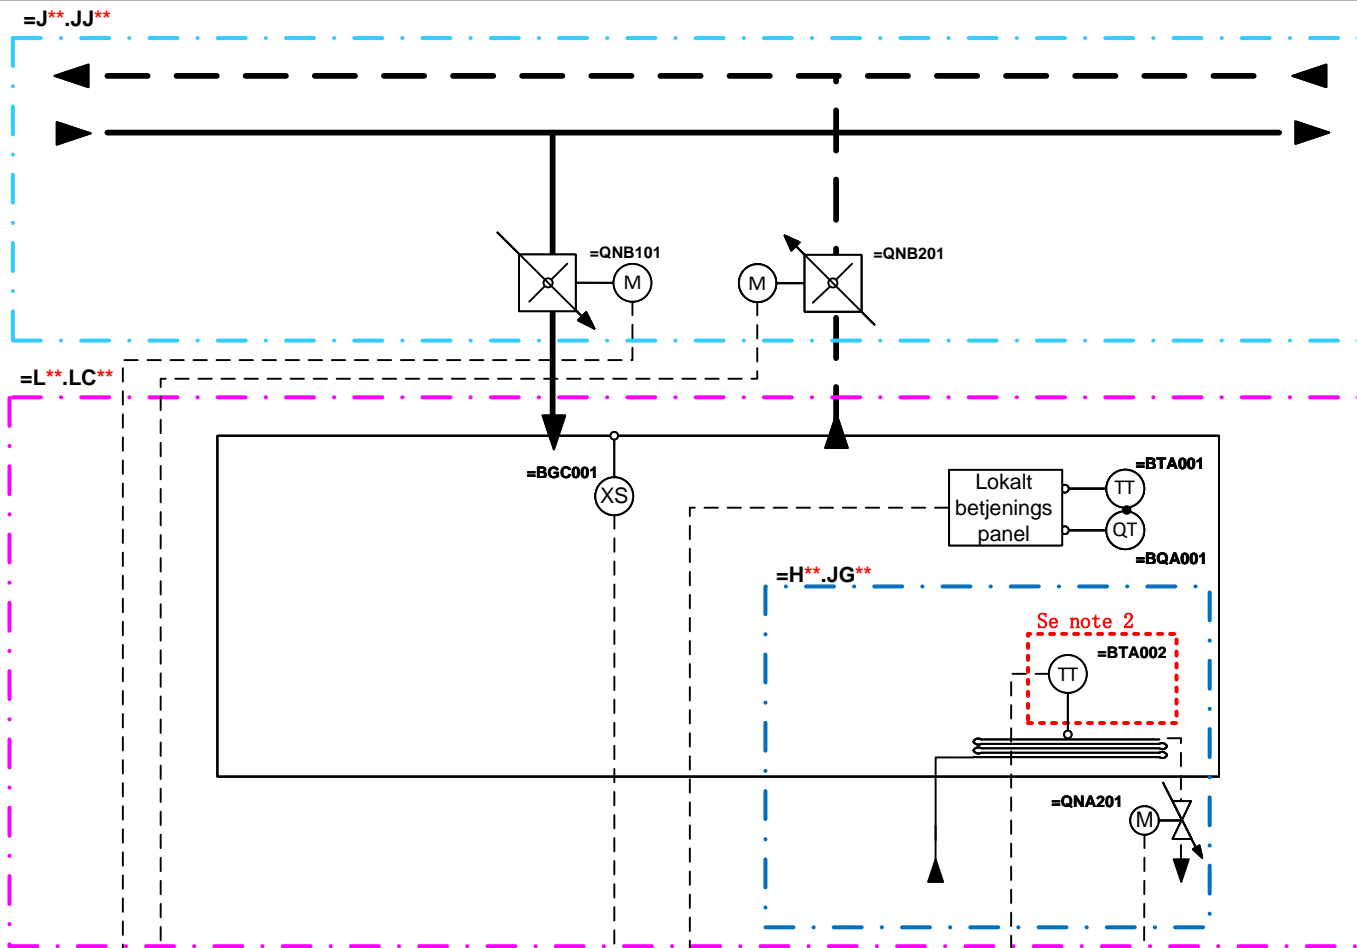 =J**.JJ**
=QNB101
M
M
=QNB201
=L**.LC**
=BGC001
XS
Lokalt
betjenings
panel
=BTA001
TT
QT
=BQA001
=H**.JG**
Se note 2
=BTA002
TT
=QNA201
M